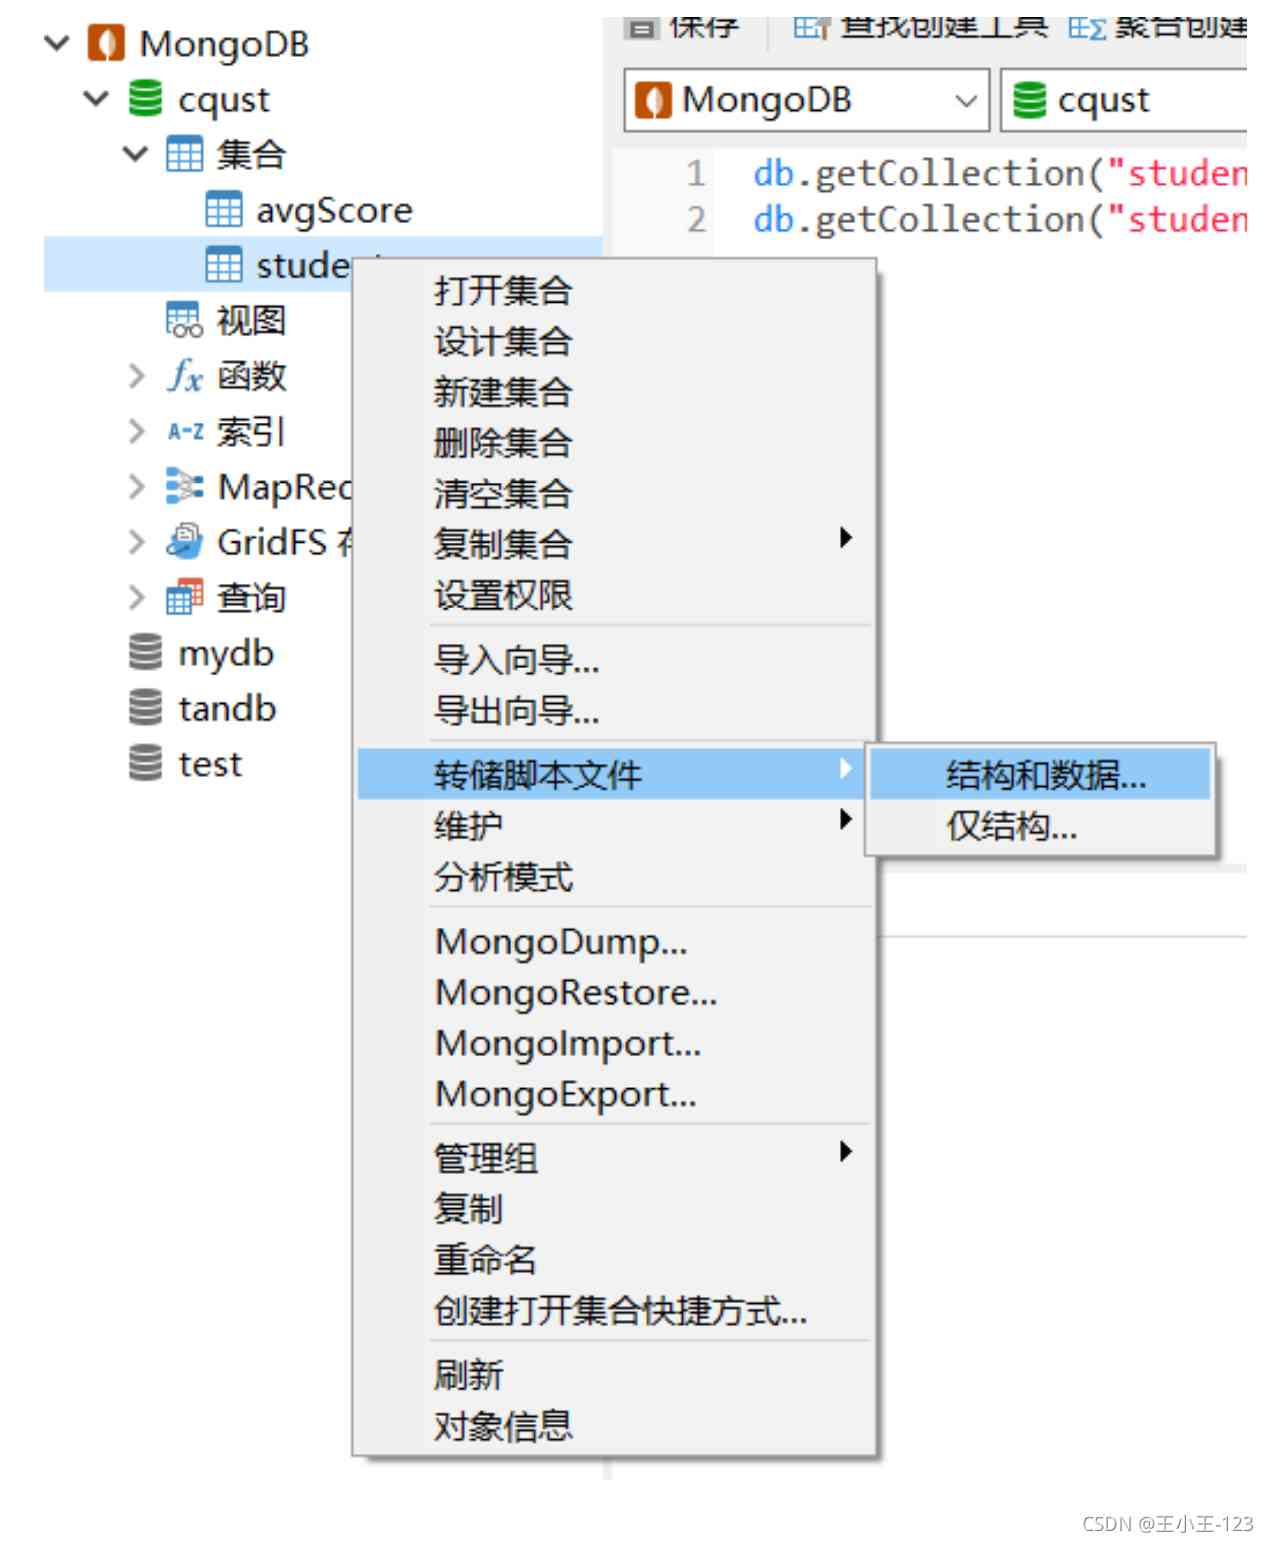 MongoDB
cqust
集合
avgScore
视图
函数
索引
GridFS
查询
mydb
tandb
test
保存
查找创建工具
聚合创建
MongoDB
cqust
1 db.getCollection("studen
2 db.getCollection("studen
打开集合
设计集合
新建集合
删除集合
清空集合
复制集合
设置权限
导入向导...
导出向导...
转储脚本文件
维护
分析模式
MongoDump...
MongoRestore...
MongoImport...
MongoExport...
管理组
复制
重命名
创建打开集合快捷方式...
刷新
对象信息
结构和数据...
仅结构...
CSDN @王小王-123